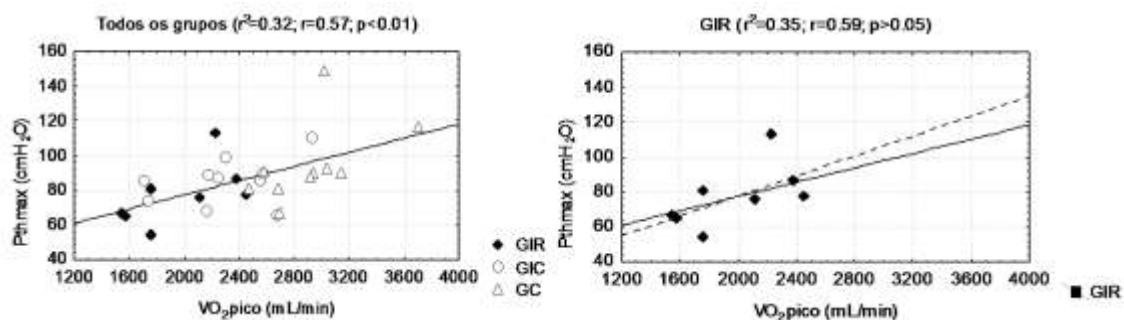 Todos os grupos (r²=0.32; r=0.57; p<0.01)
160
140
120
100
80
60
40
Pthmax (cmH₂O)
1200 1600 2000 2400 2800 3200 3600 4000
VO₂pico (mL/min)
GIR
GIC
GC
GIR (r²=0.35; r=0.59; p>0.05)
160
140
120
100
80
60
40
Pthmax (cmH₂O)
1200 1600 2000 2400 2800 3200 3600 4000
VO₂pico (mL/min)
GIR